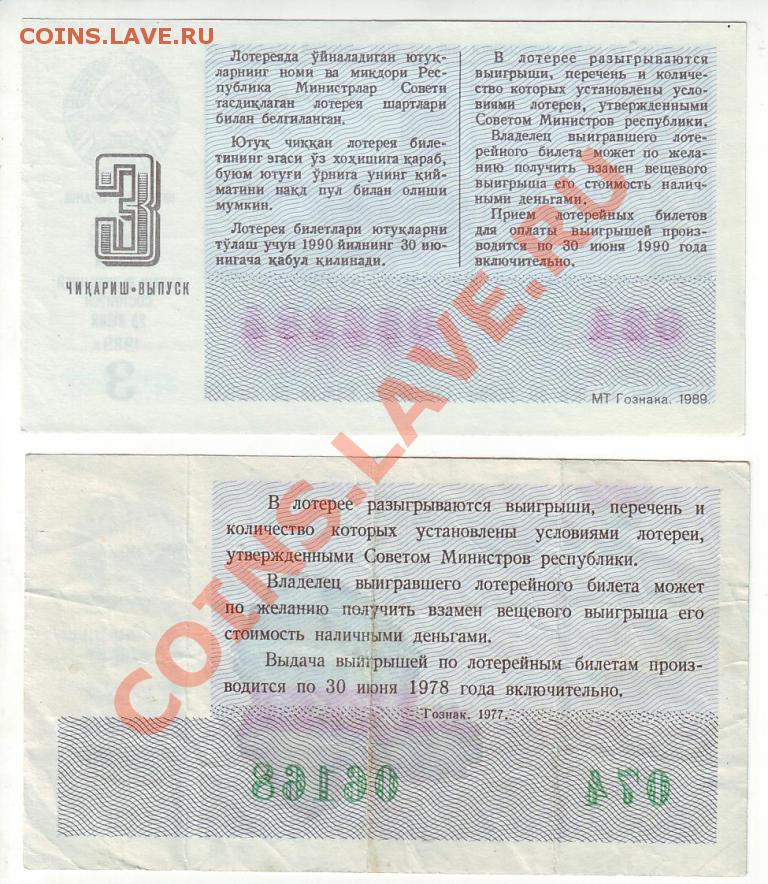 COINS.LAVE.RU
Лотереяда ўйналадиган ютуқ-
ларнинг номи ва миқдори Рес-
публика Министрлар Совети
тасдиқлаган лотерея шартлари
билан белгиланган.
Ютуқ чиққан лотерея биле-
тининг эгаси ўз хоҳишига қараб,
буюм ютуғи ўрнига унинг қий-
матини нақд пул билан олиши
мумкин.
Лотерея билетлари ютуқларни
тўлаш учун 1990 йилнинг 30 ию-
нигача қабул қилинади.
В лотерее разыгрываются
выигрыши, перечень и количе-
ство которых установлены усло-
виями лотереи, утвержденными
Советом Министров республики.
Владелец выигравшего лоте-
рейного билета может по жела-
нию получить взамен вещевого
выигрыша его стоимость налич-
ными деньгами.
Прием лотерейных билетов
для оплаты выигрышей произ-
водится по 30 июня 1990 года
включительно.
3
ЧИҚАРИШ•ВЫПУСК
1989
3
МТ Гознака. 1989.
COINS.LAVE.RU
В лотерее разыгрываются выигрыши, перечень и
количество которых установлены условиями лотереи,
утвержденными Советом Министров республики.
Владелец выигравшего лотерейного билета может
по желанию получить взамен вещевого выигрыша его
стоимость наличными деньгами.
Выдача выигрышей по лотерейным билетам произ-
водится по 30 июня 1978 года включительно.
Гознак. 1977.
074
06168